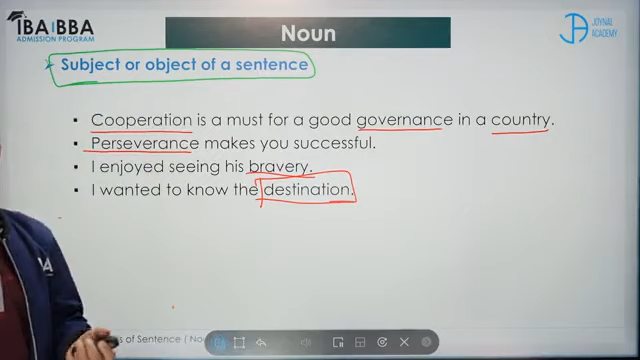 IBA|BBA
ADMISSION PROGRAM
Noun
JOYNAL
ACADEMY
Subject or object of a sentence
Cooperation is a must for a good governance in a country.
Perseverance makes you successful.
I enjoyed seeing his bravery.
I wanted to know the destination.
of Sentence | Nou